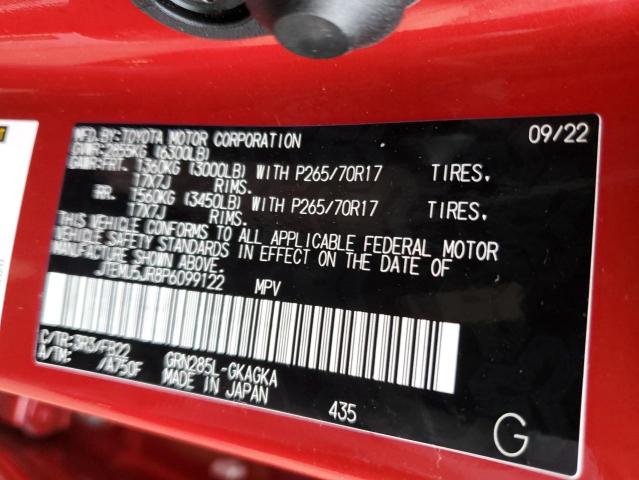 MFD.BY:TOYOTA MOTOR CORPORATION 09/22
GVWR:2855KG (6300LB)
GAWR:FRT. 1360KG (3000LB) WITH P265/70R17 TIRES,
17X7J RIMS.
RR. 1560KG (3450LB) WITH P265/70R17 TIRES,
17X7J RIMS.
THIS VEHICLE CONFORMS TO ALL APPLICABLE FEDERAL MOTOR
VEHICLE SAFETY STANDARDS IN EFFECT ON THE DATE OF
MANUFACTURE SHOWN ABOVE.
JTEMU5JR8P6099122 MPV
C/TR:3R3/FB22 GRN285L-GKAGKA
A/TM: /A750F MADE IN JAPAN
435 G